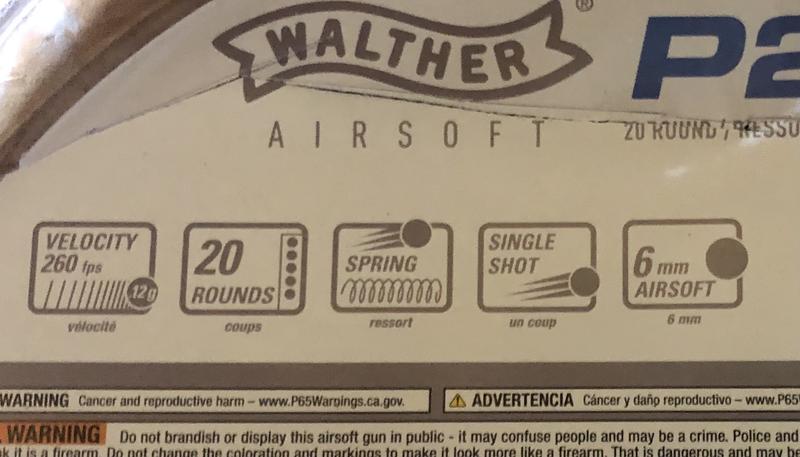 WALTHER ®
P2
AIRSOFT
20 ROUND /
VELOCITY
260 fps
.12g
vélocité
20
ROUNDS
coups
SPRING
ressort
SINGLE
SHOT
un coup
6 mm
AIRSOFT
6 mm
WARNING Cancer and reproductive harm – www.P65Warnings.ca.gov.
ADVERTENCIA Cáncer y daño reproductivo – www.P65
WARNING Do not brandish or display this airsoft gun in public - it may confuse people and may be a crime. Police and
k it is a firearm. Do not change the coloration and markings to make it look more like a firearm. That is dangerous and may be